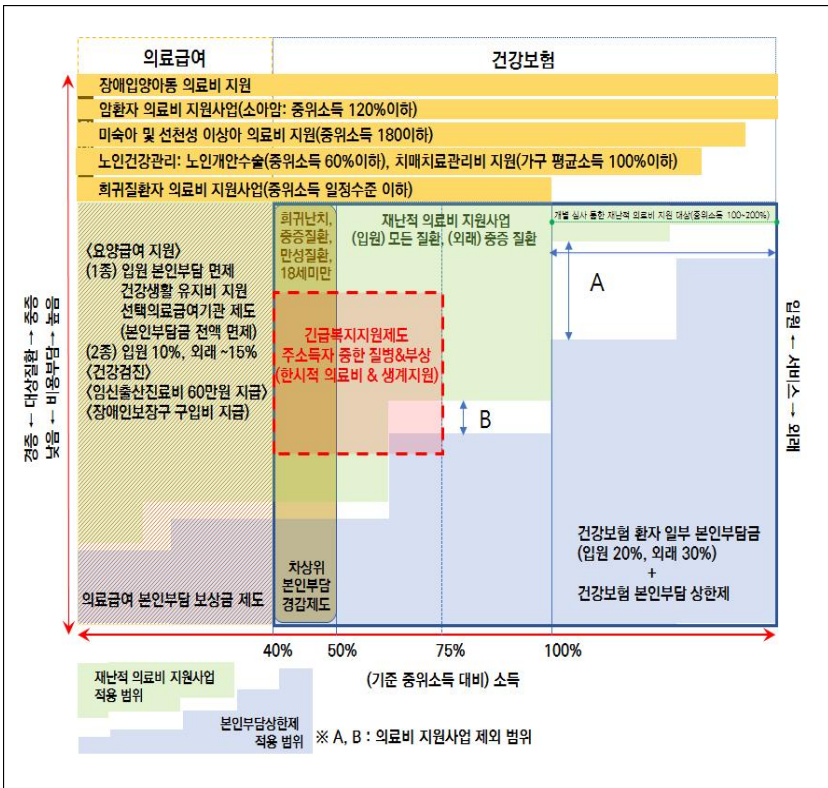 의료급여
건강보험
장애입양아동 의료비 지원
암환자 의료비 지원사업(소아암: 중위소득 120%이하)
미숙아 및 선천성 이상아 의료비 지원(중위소득 180이하)
노인건강관리: 노인개안수술(중위소득 60%이하), 치매치료관리비 지원(가구 평균소득 100%이하)
희귀질환자 의료비 지원사업(중위소득 일정수준 이하)
<요양급여 지원>
(1종) 입원 본인부담 면제
건강생활 유지비 지원
선택의료급여기관 제도
(본인부담금 전액 면제)
(2종) 입원 10%, 외래 ~15%
<건강검진>
<임신출산진료비 60만원 지급>
<장애인보장구 구입비 지급>
의료급여 본인부담 보상금 제도
희귀난치,
중증질환,
만성질환,
18세미만
차상위
본인부담
경감제도
재난적 의료비 지원사업
(입원) 모든 질환, (외래) 중증 질환
개별 심사 통한 재난적 의료비 지원 대상(중위소득 100~200%)
긴급복지지원제도
주소득자 중한 질병&부상
(한시적 의료비 & 생계지원)
A
B
건강보험 환자 일부 본인부담금
(입원 20%, 외래 30%)
+
건강보험 본인부담 상한제
경증 ← 대상질환 → 중증
낮음 ← 비용부담 → 높음
입원 ← 서비스 → 외래
40% 50% 75% 100%
(기준 중위소득 대비) 소득
재난적 의료비 지원사업
적용 범위
본인부담상한제
적용 범위
※ A, B : 의료비 지원사업 제외 범위